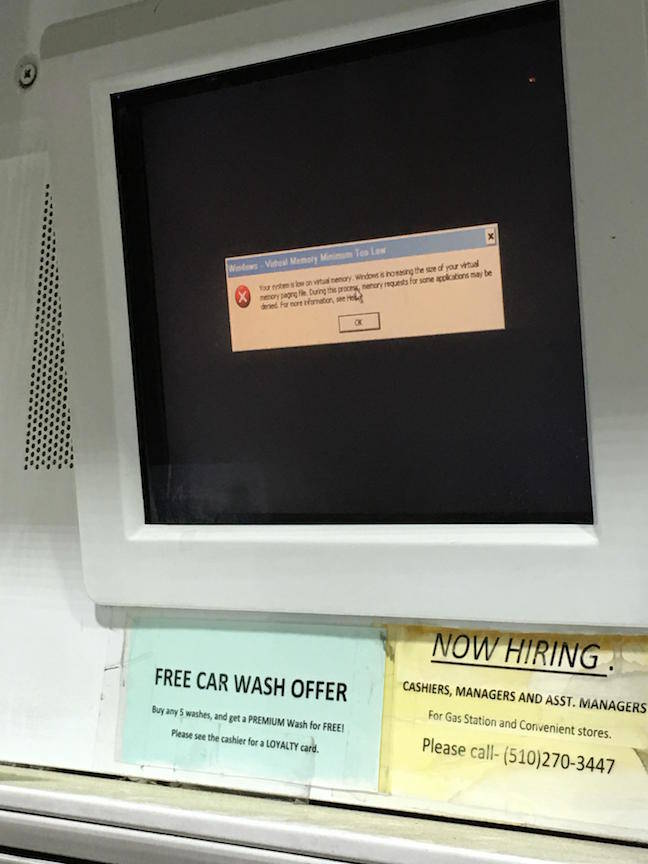 Windows - Virtual Memory Minimum Too Low
Your system is low on virtual memory. Windows is increasing the size of your virtual
memory paging file. During this process, memory requests for some applications may be
denied. For more information, see Help.
OK
FREE CAR WASH OFFER
Buy any 5 washes, and get a PREMIUM Wash for FREE!
Please see the cashier for a LOYALTY card.
NOW HIRING.
CASHIERS, MANAGERS AND ASST. MANAGERS
For Gas Station and Convenient stores.
Please call- (510)270-3447